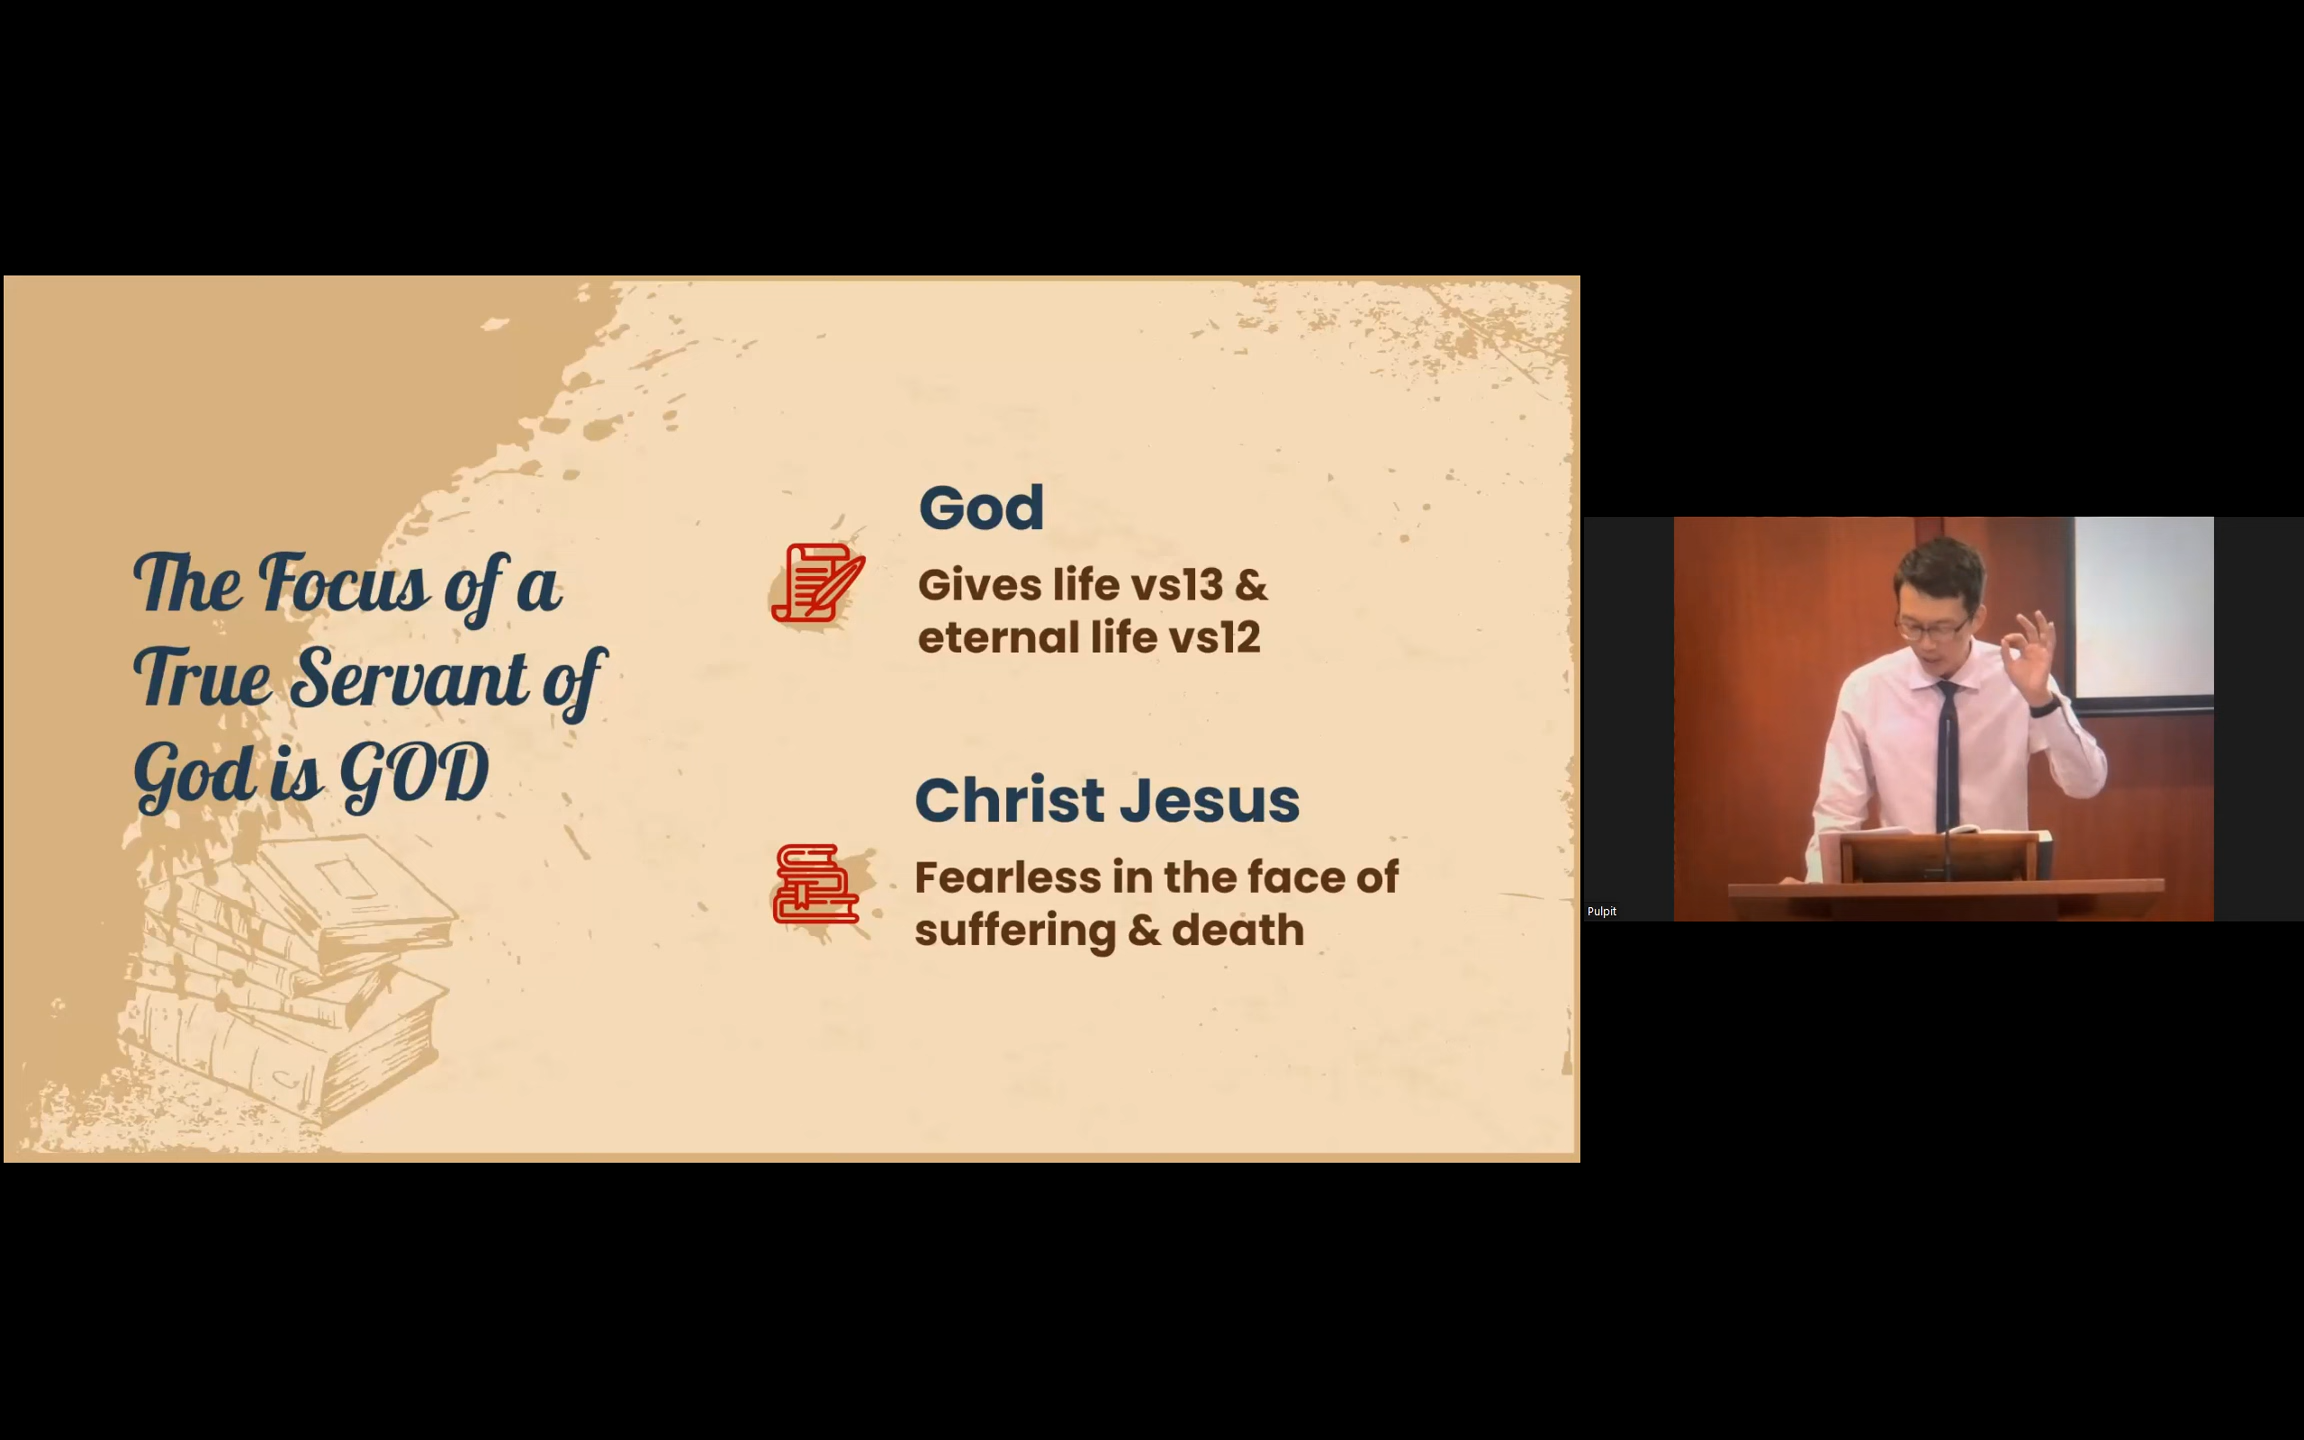 The Focus of a
True Servant of
God is GOD
God
Gives life vs13 &
eternal life vs12
Christ Jesus
Fearless in the face of
suffering & death
Pulpit